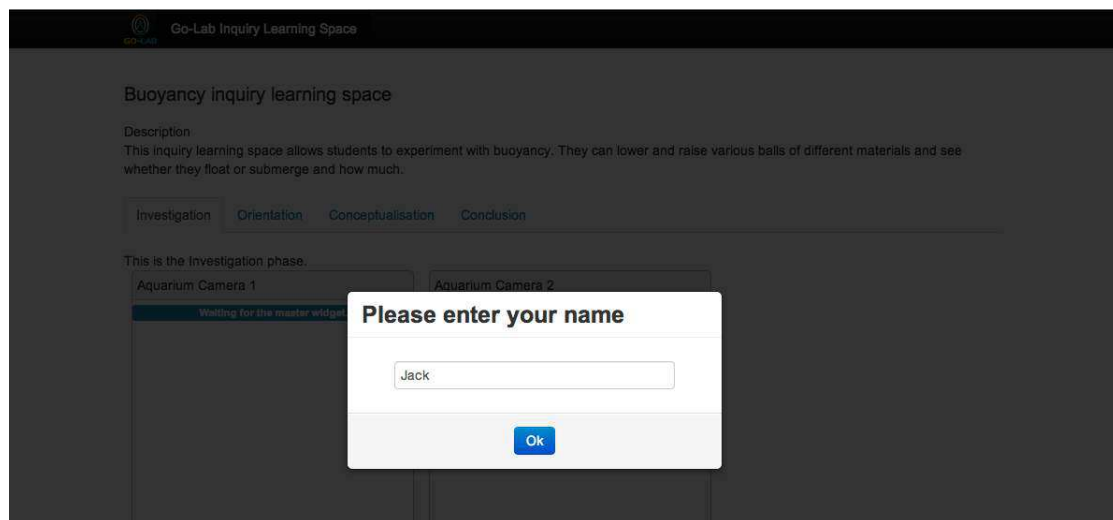 GO-LAB
Go-Lab Inquiry Learning Space
Buoyancy inquiry learning space
Description
This inquiry learning space allows students to experiment with buoyancy. They can lower and raise various balls of different materials and see
whether they float or submerge and how much.
Investigation Orientation Conceptualisation Conclusion
This is the Investigation phase.
Aquarium Camera 1 Aquarium Camera 2
Waiting for the master widget.
Please enter your name
Jack
Ok